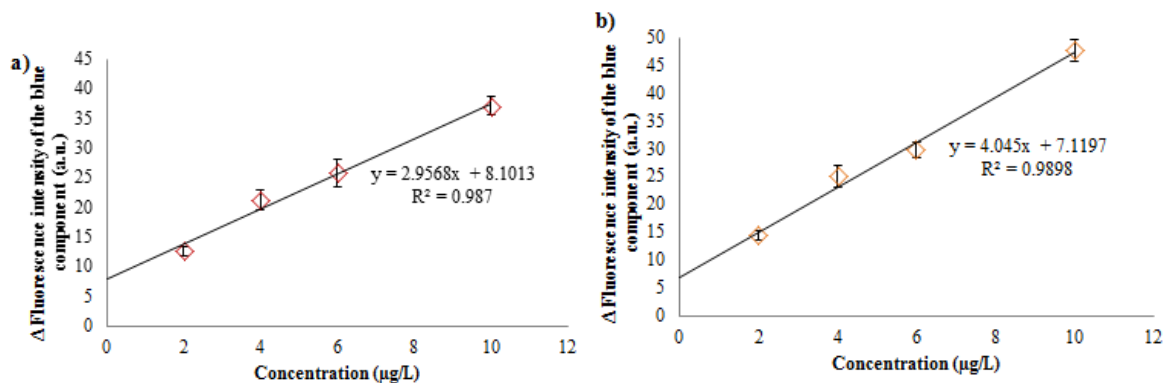 a)
Δ Fluorescence intensity of the blue
component (a.u.)
45
40
35
30
25
20
15
10
5
0
y = 2.9568x + 8.1013
R² = 0.987
0 2 4 6 8 10 12
Concentration (µg/L)
b)
Δ Fluorescence intensity of the blue
component (a.u.)
50
45
40
35
30
25
20
15
10
5
0
y = 4.045x + 7.1197
R² = 0.9898
0 2 4 6 8 10 12
Concentration (µg/L)